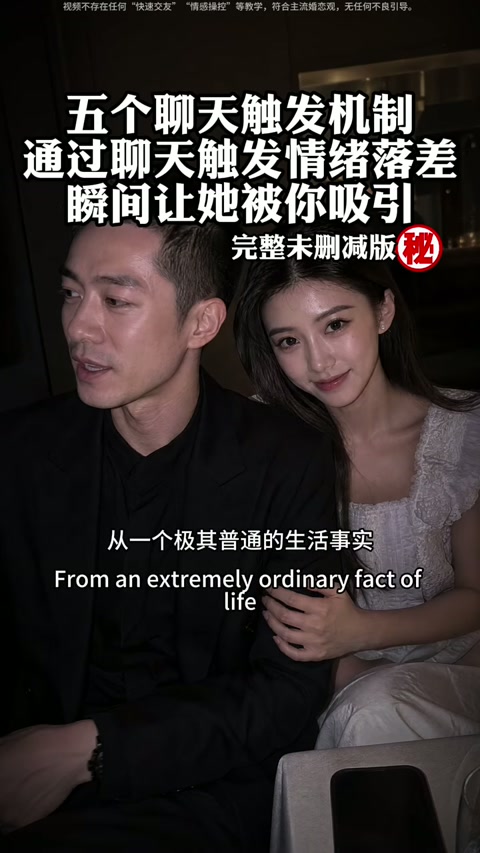 视频不存在任何“快速交友”“情感操控”等教学，符合主流婚恋观，无任何不良引导。
五个聊天触发机制
通过聊天触发情绪落差
瞬间让她被你吸引
完整未删减版 秘
从一个极其普通的生活事实
From an extremely ordinary fact of
life